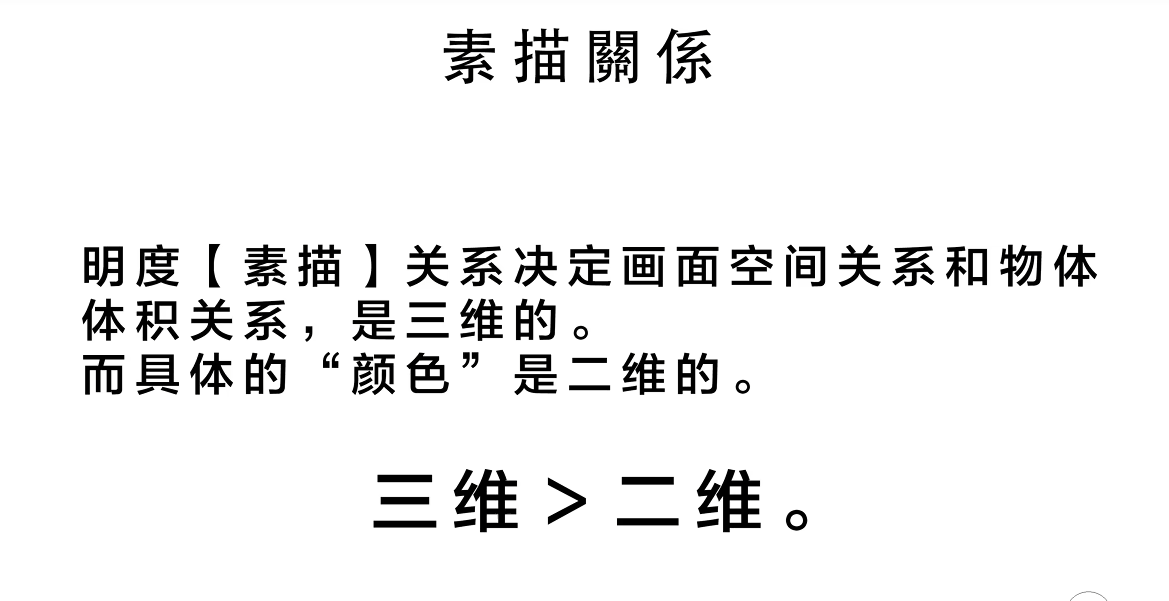 素描關係
明度【素描】关系决定画面空间关系和物体
体积关系，是三维的。
而具体的“颜色”是二维的。
三维>二维。